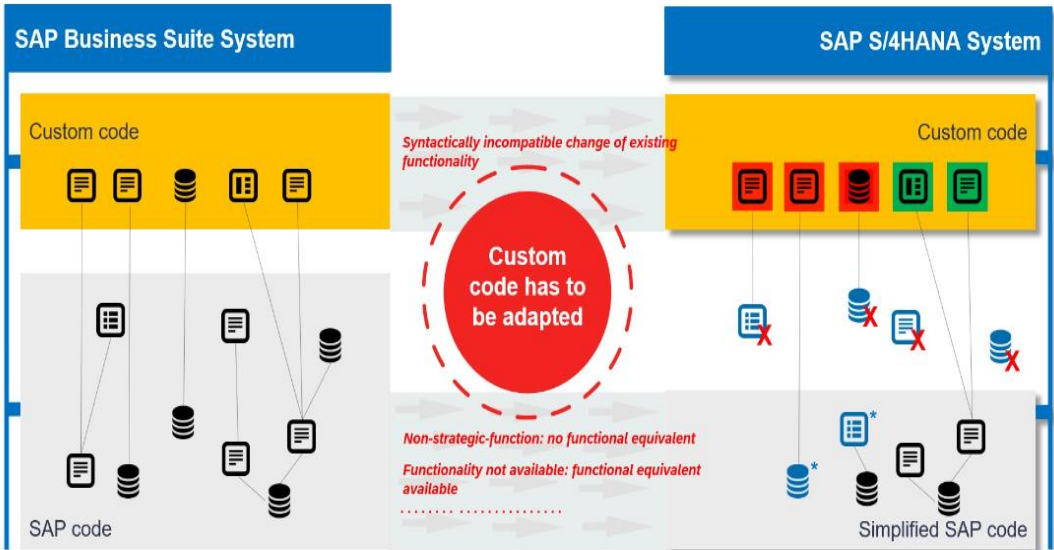 SAP Business Suite System
SAP S/4HANA System
Custom code
Custom code
Syntactically incompatible change of existing
functionality
Custom
code has to
be adapted
X
X
X
X
*
*
Non-strategic-function: no functional equivalent
Functionality not available: functional equivalent
available
........ ...............
SAP code
Simplified SAP code